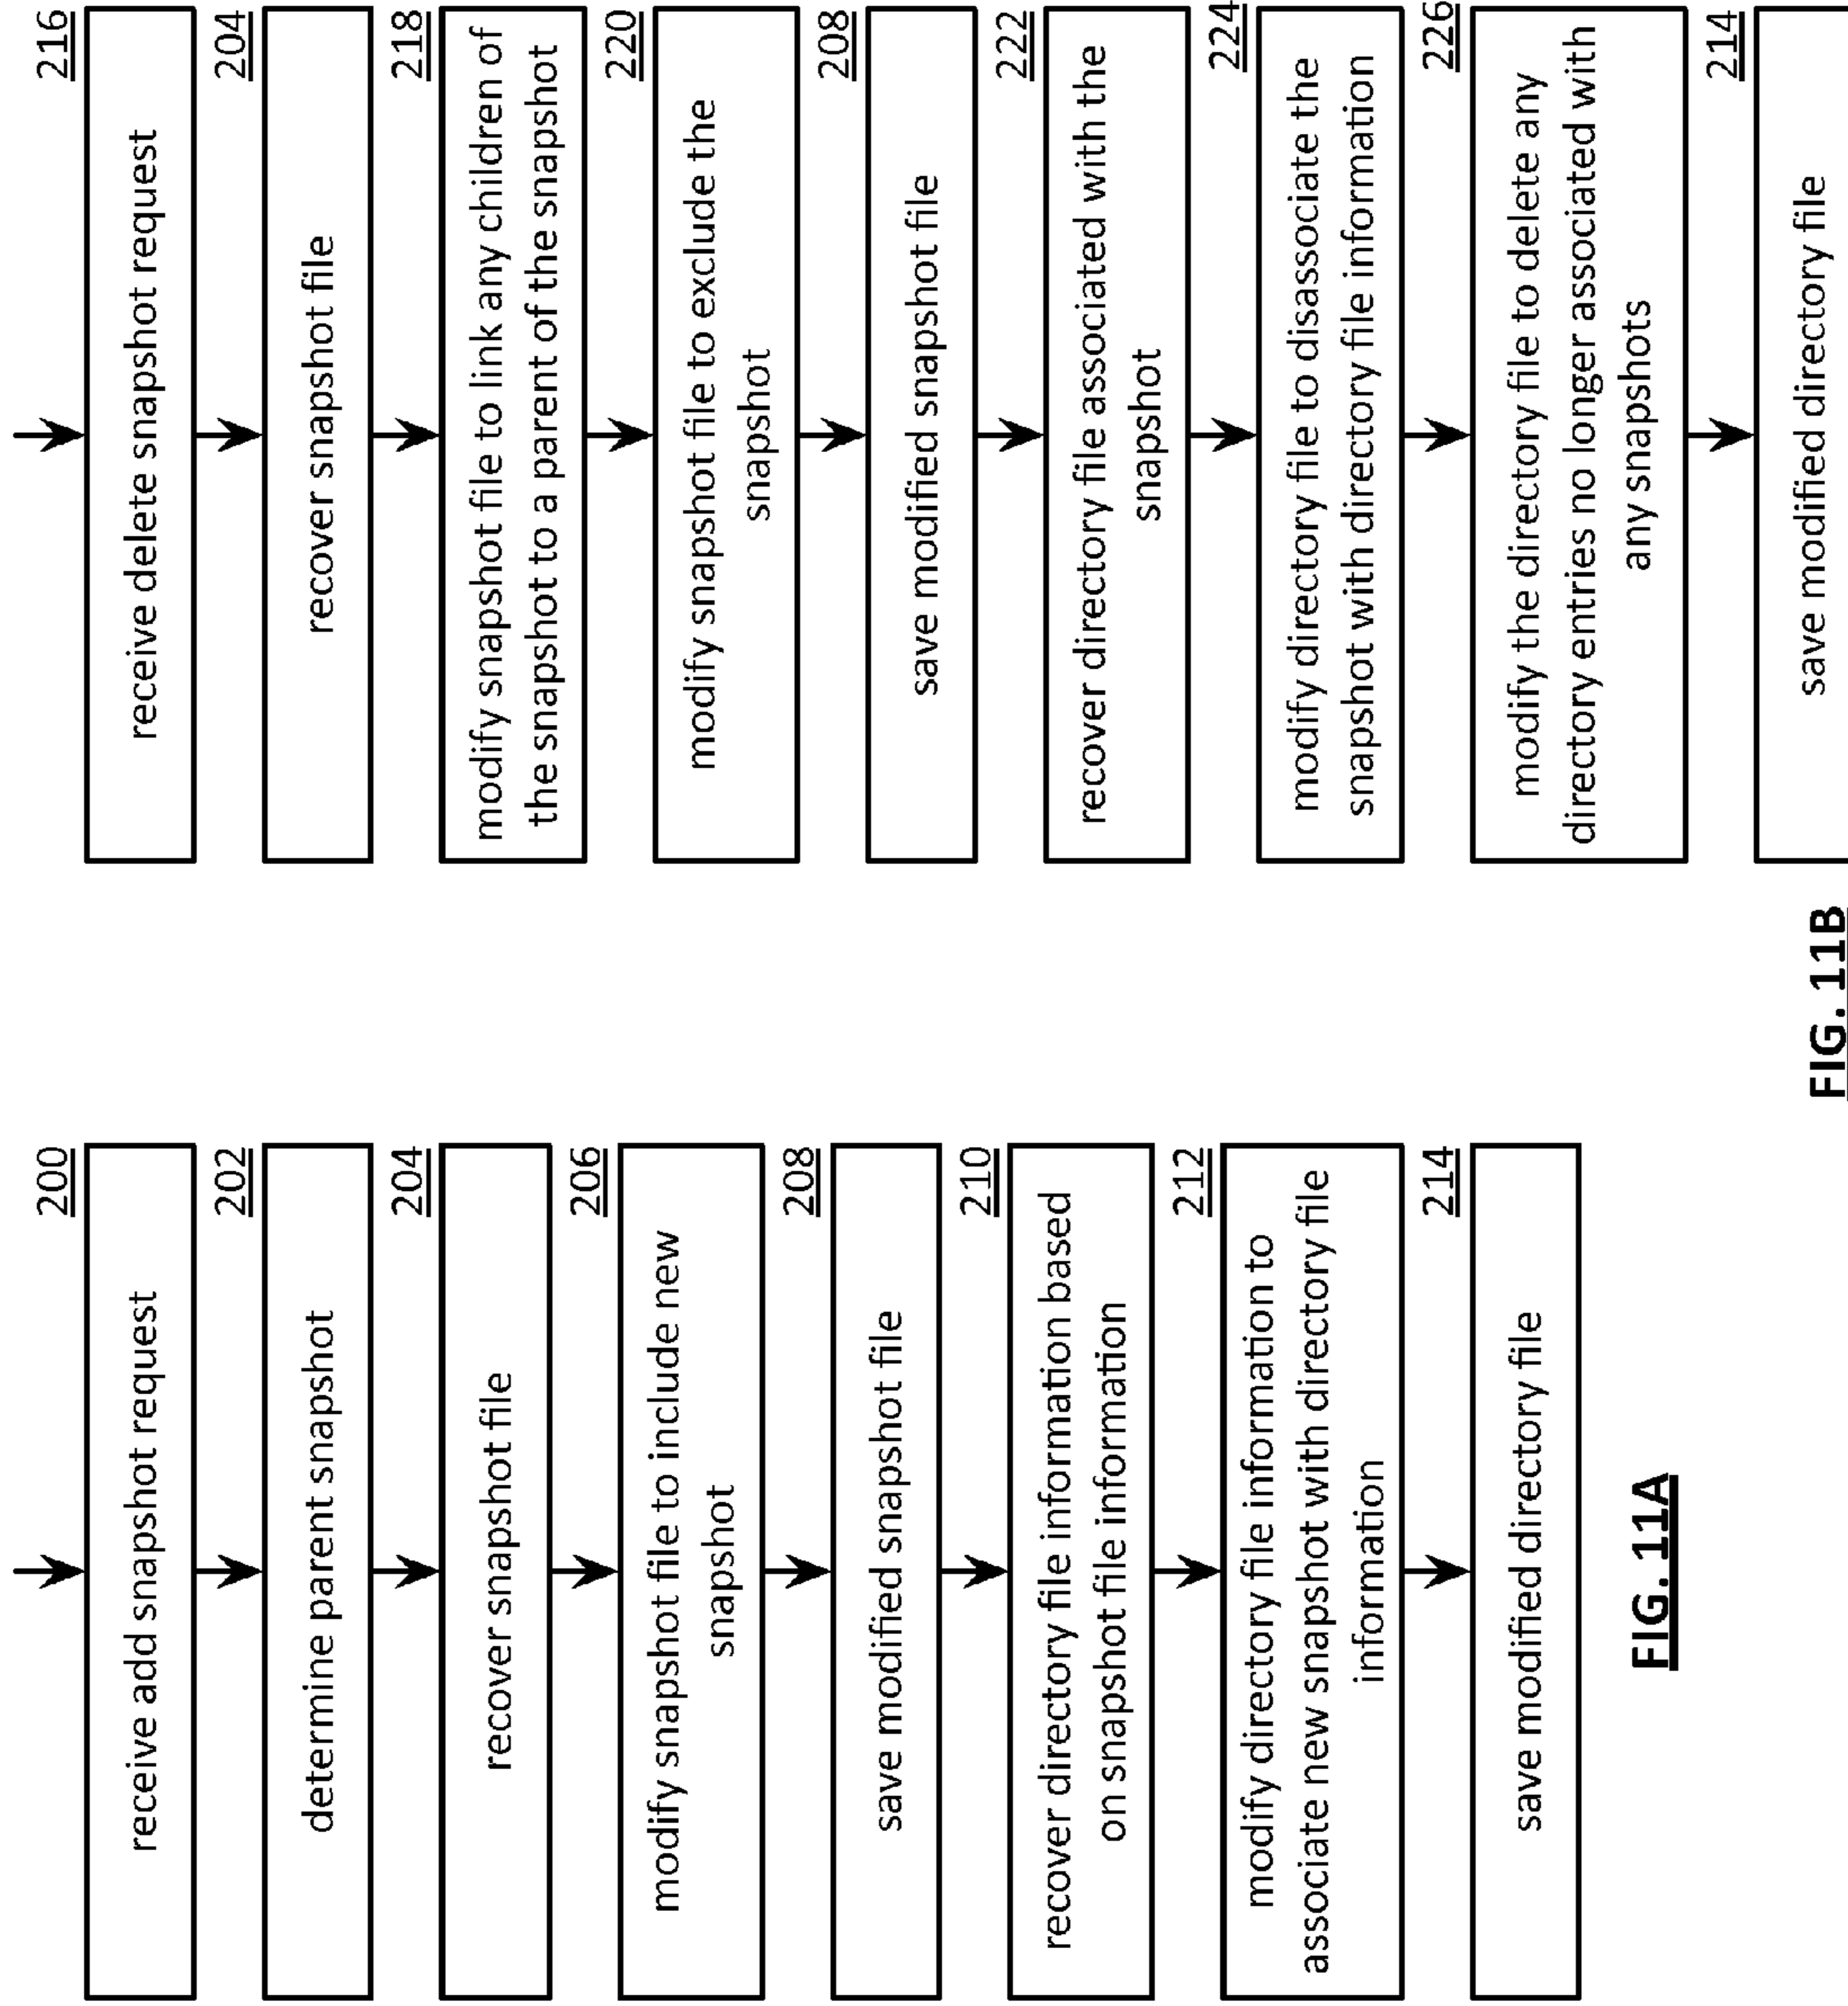 200
receive add snapshot request
202
determine parent snapshot
204
recover snapshot file
206
modify snapshot file to include new
snapshot
208
save modified snapshot file
210
recover directory file information based
on snapshot file information
212
modify directory file information to
associate new snapshot with directory file
information
214
save modified directory file
FIG. 11A
216
receive delete snapshot request
204
recover snapshot file
218
modify snapshot file to link any children of
the snapshot to a parent of the snapshot
220
modify snapshot file to exclude the
snapshot
208
save modified snapshot file
222
recover directory file associated with the
snapshot
224
modify directory file to disassociate the
snapshot with directory file information
226
modify the directory file to delete any
directory entries no longer associated with
any snapshots
214
save modified directory file
FIG. 11B